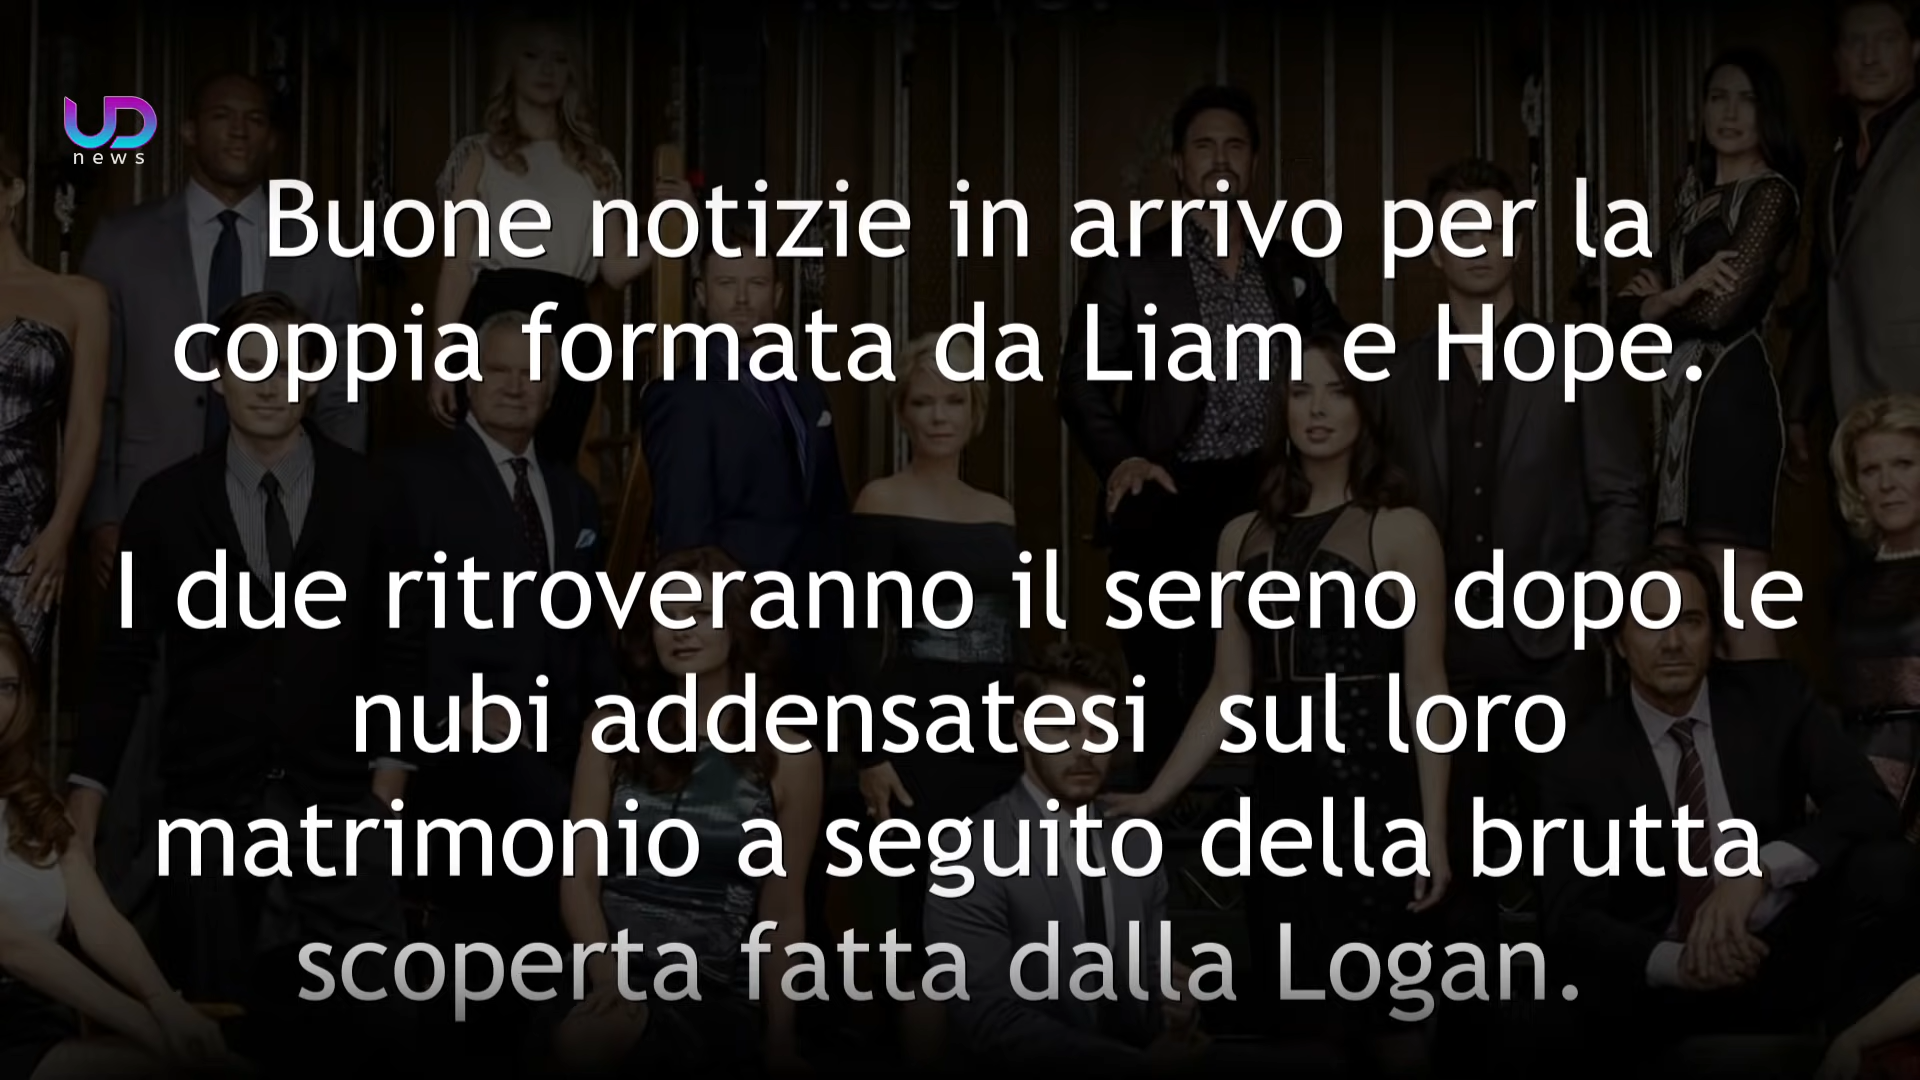 UD
news
Buone notizie in arrivo per la
coppia formata da Liam e Hope.
I due ritroveranno il sereno dopo le
nubi addensatesi  sul loro
matrimonio a seguito della brutta
scoperta fatta dalla Logan.